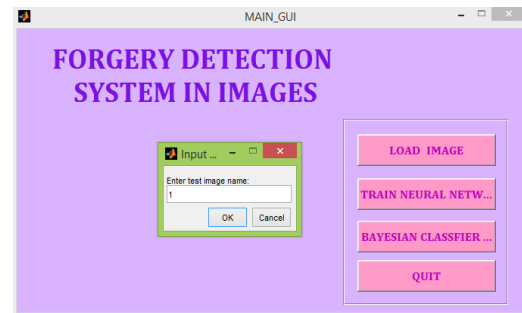 MAIN_GUI
FORGERY DETECTION
SYSTEM IN IMAGES
Input ...
Enter test image name:
1
OK
Cancel
LOAD IMAGE
TRAIN NEURAL NETW...
BAYESIAN CLASSFIER ...
QUIT